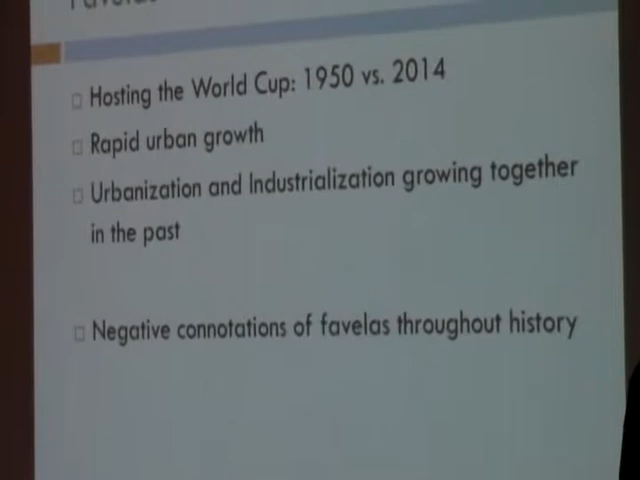 Hosting the World Cup: 1950 vs. 2014
Rapid urban growth
Urbanization and Industrialization growing together
in the past
Negative connotations of favelas throughout history